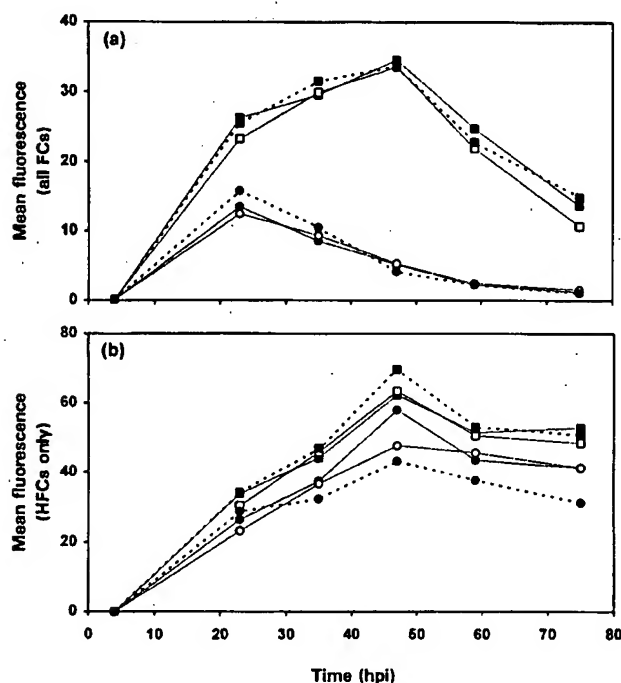 (a)
40
30
20
10
0
Mean fluorescence
(all FCs)
(b)
80
60
40
20
0
Mean fluorescence
(HFCs only)
0 10 20 30 40 50 60 70 80
Time (hpi)